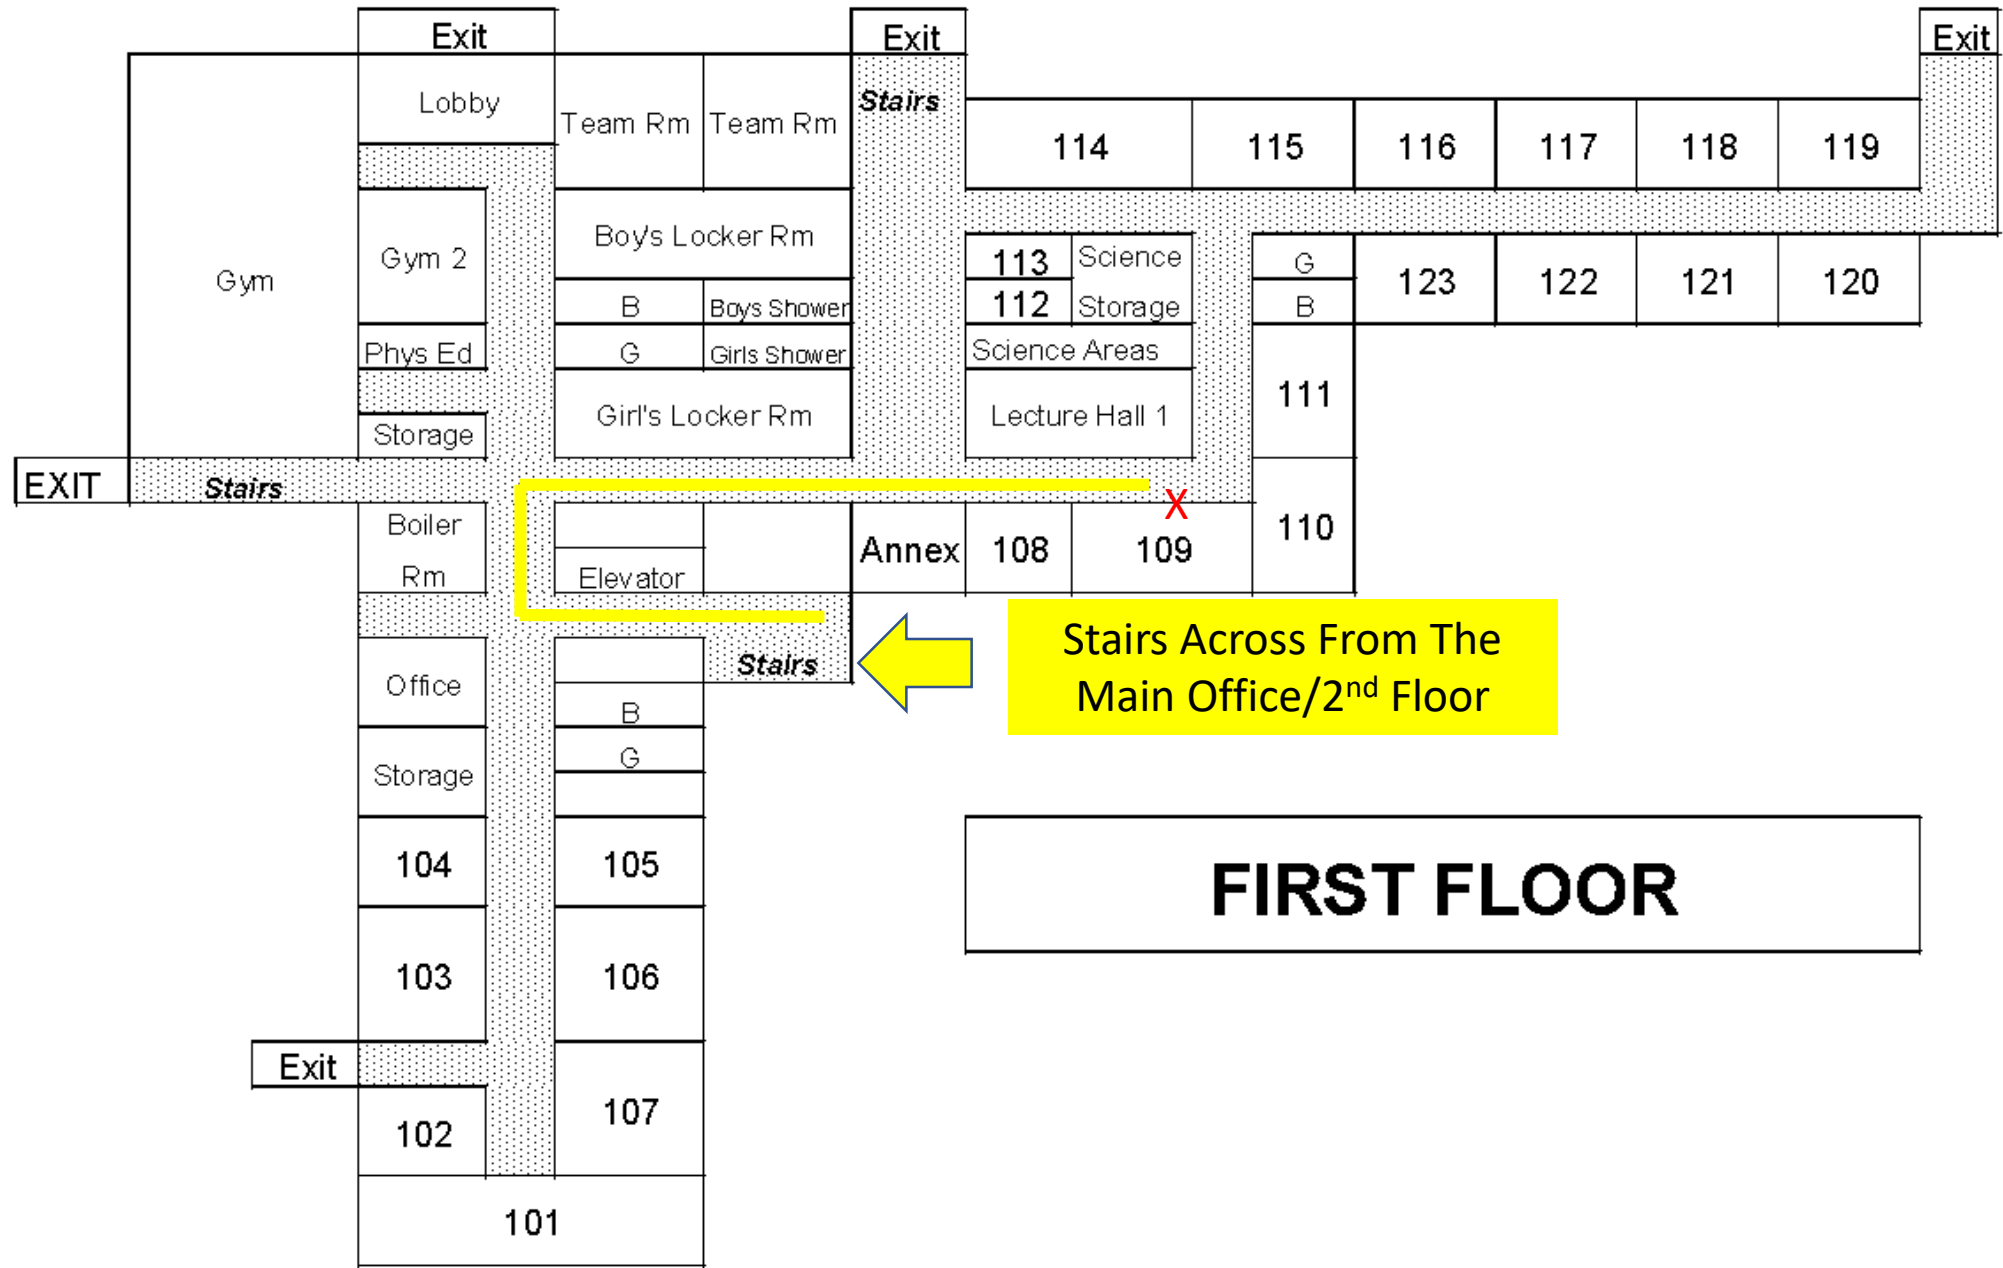 Exit
Exit
Exit
Lobby
Team Rm
Team Rm
Stairs
114
115
116
117
118
119
Gym
Gym 2
Boy's Locker Rm
113
Science
G
123
122
121
120
B
Boys Shower
112
Storage
B
Phys Ed
G
Girls Shower
Science Areas
111
Storage
Girl's Locker Rm
Lecture Hall 1
EXIT
Stairs
X
Boiler
Rm
Elevator
Annex
108
109
110
Stairs Across From The
Main Office/2nd Floor
Office
Stairs
B
Storage
G
104
105
FIRST FLOOR
103
106
Exit
102
107
101